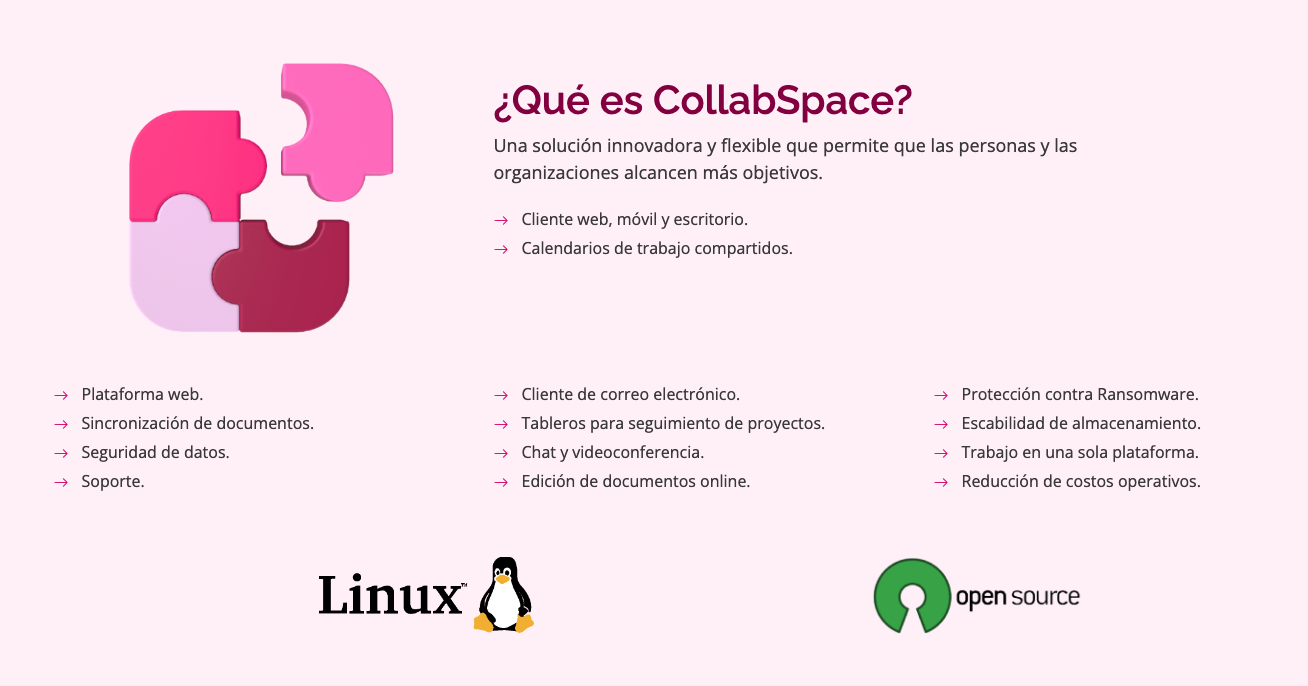 ¿Qué es CollabSpace?
Una solución innovadora y flexible que permite que las personas y las
organizaciones alcancen más objetivos.
→ Cliente web, móvil y escritorio.
→ Calendarios de trabajo compartidos.
→ Plataforma web.
→ Sincronización de documentos.
→ Seguridad de datos.
→ Soporte.
→ Cliente de correo electrónico.
→ Tableros para seguimiento de proyectos.
→ Chat y videoconferencia.
→ Edición de documentos online.
→ Protección contra Ransomware.
→ Escabilidad de almacenamiento.
→ Trabajo en una sola plataforma.
→ Reducción de costos operativos.
Linux™
open source